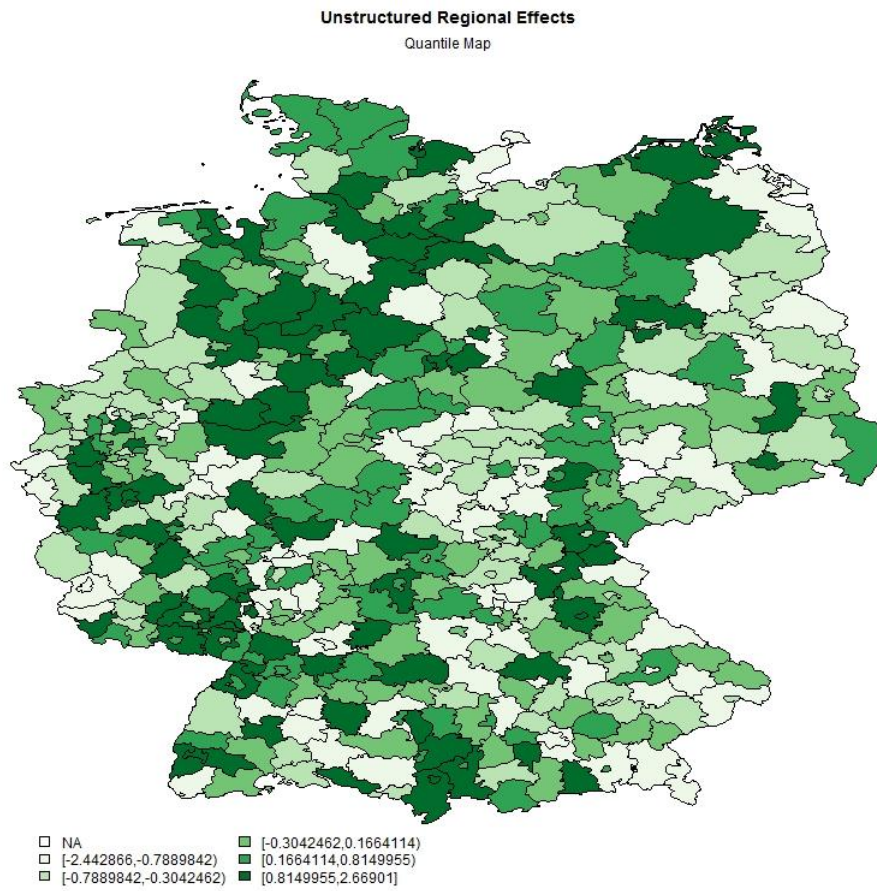 Unstructured Regional Effects
Quantile Map
NA
[-2.442866,-0.7889842)
[-0.7889842,-0.3042462)
[-0.3042462,0.1664114)
[0.1664114,0.8149955)
[0.8149955,2.66901]